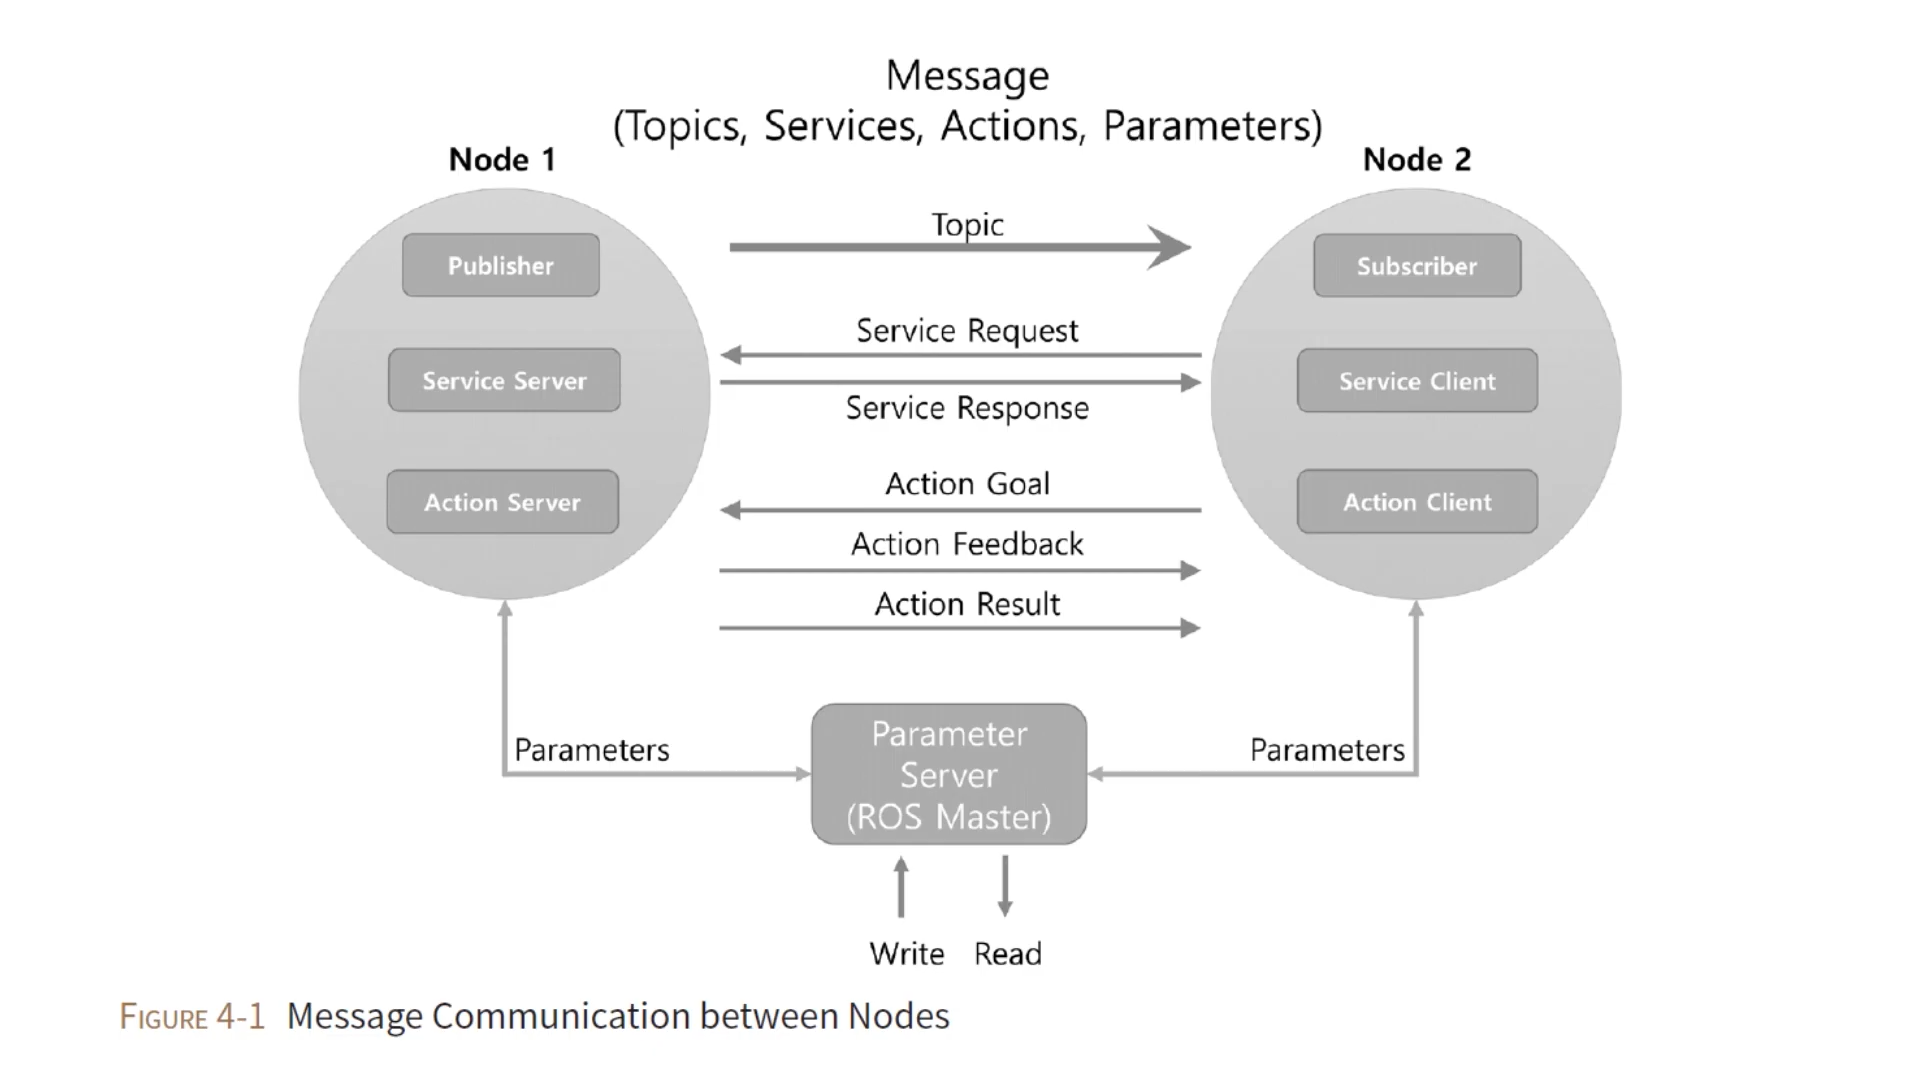 Message
(Topics, Services, Actions, Parameters)
Node 1
Node 2
Topic
Publisher
Subscriber
Service Request
Service Server
Service Client
Service Response
Action Goal
Action Server
Action Client
Action Feedback
Action Result
Parameters
Parameter
Server
(ROS Master)
Parameters
Write
Read
FIGURE 4-1 Message Communication between Nodes